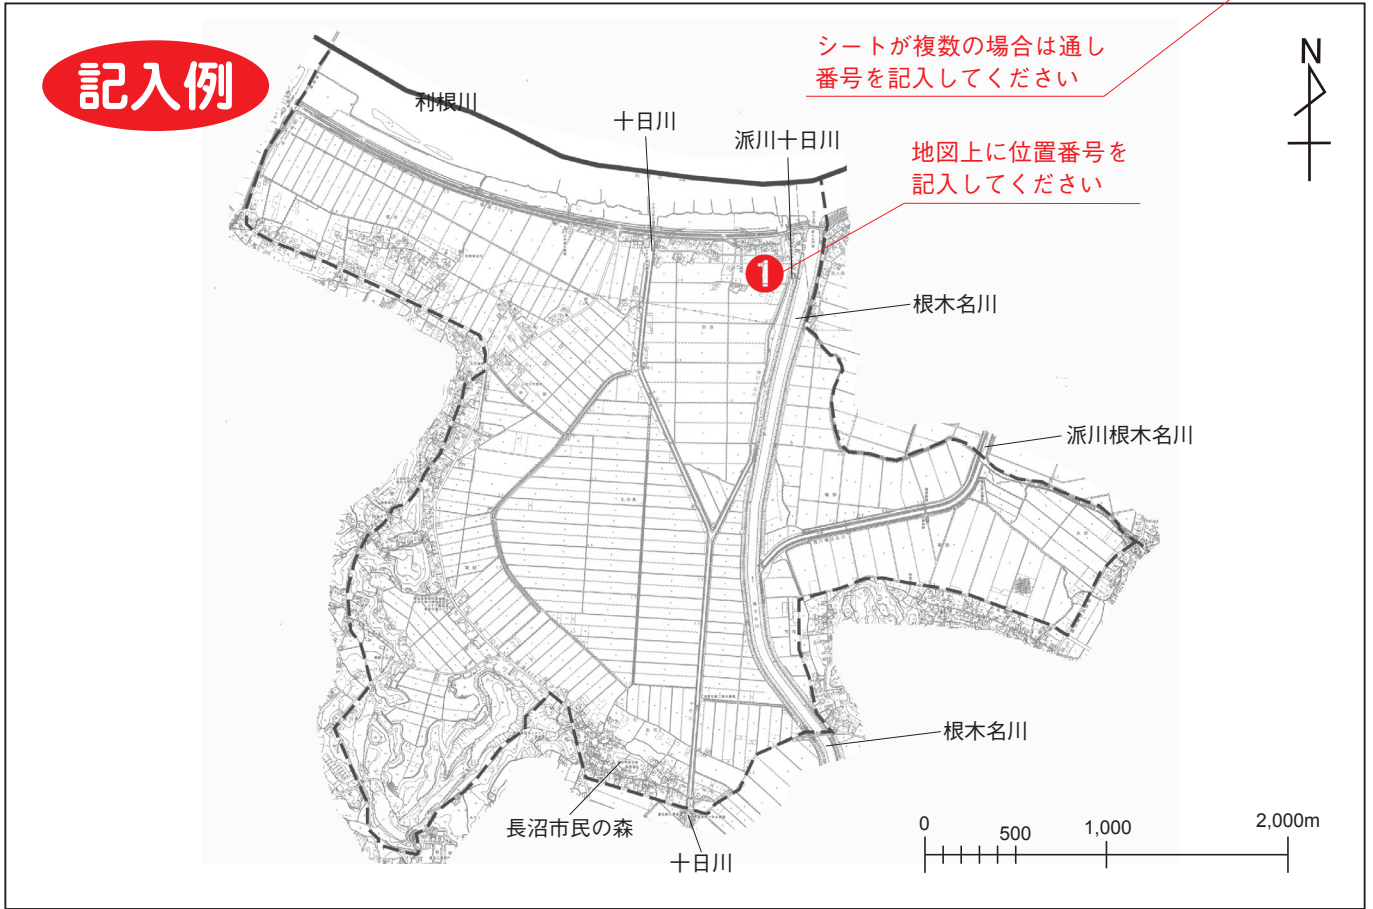 記入例
シートが複数の場合は通し
番号を記入してください
N
利根川
十日川
派川十日川
地図上に位置番号を
記入してください
1
根木名川
派川根木名川
根木名川
長沼市民の森
十日川
0
500
1,000
2,000m